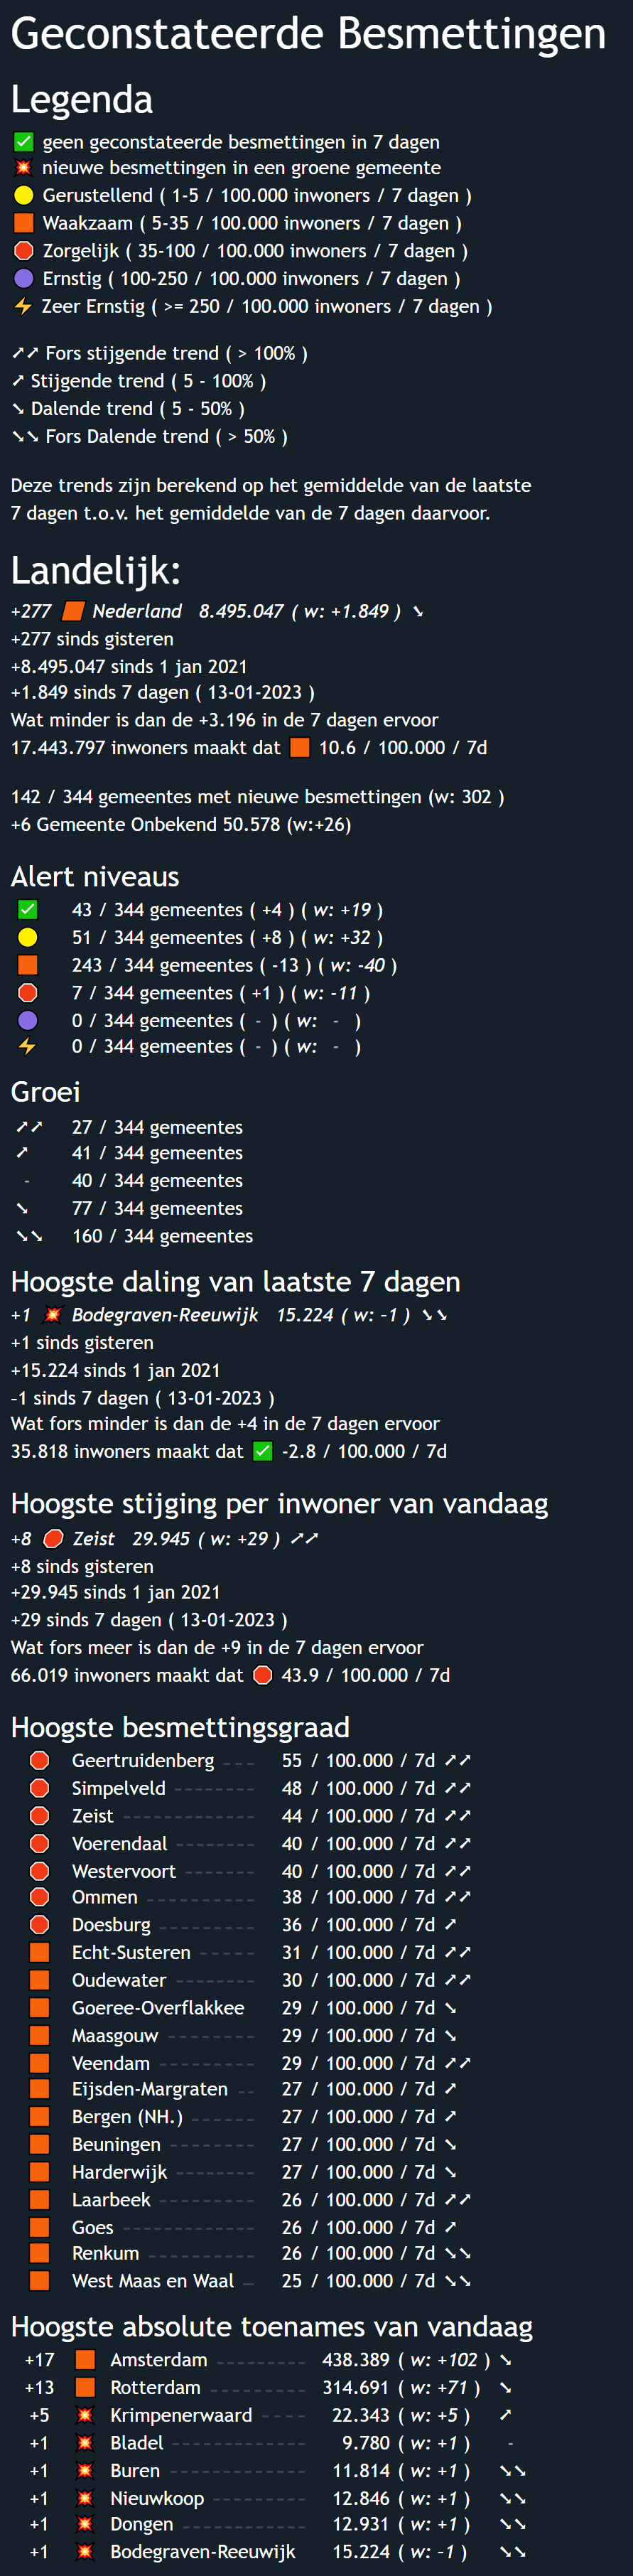 Geconstateerde Besmettingen
Legenda
✅ geen geconstateerde besmettingen in 7 dagen
💥 nieuwe besmettingen in een groene gemeente
🟡 Gerustellend ( 1-5 / 100.000 inwoners / 7 dagen )
🟧 Waakzaam ( 5-35 / 100.000 inwoners / 7 dagen )
🛑 Zorgelijk ( 35-100 / 100.000 inwoners / 7 dagen )
🟣 Ernstig ( 100-250 / 100.000 inwoners / 7 dagen )
⚡ Zeer Ernstig ( >= 250 / 100.000 inwoners / 7 dagen )
➚➚ Fors stijgende trend ( > 100% )
➚ Stijgende trend ( 5 - 100% )
➘ Dalende trend ( 5 - 50% )
➘➘ Fors Dalende trend ( > 50% )
Deze trends zijn berekend op het gemiddelde van de laatste
7 dagen t.o.v. het gemiddelde van de 7 dagen daarvoor.
Landelijk:
+277 🟧 Nederland 8.495.047 ( w: +1.849 ) ➘
+277 sinds gisteren
+8.495.047 sinds 1 jan 2021
+1.849 sinds 7 dagen ( 13-01-2023 )
Wat minder is dan de +3.196 in de 7 dagen ervoor
17.443.797 inwoners maakt dat 🟧 10.6 / 100.000 / 7d
142 / 344 gemeentes met nieuwe besmettingen (w: 302 )
+6 Gemeente Onbekend 50.578 (w:+26)
Alert niveaus
✅ 43 / 344 gemeentes ( +4 ) ( w: +19 )
🟡 51 / 344 gemeentes ( +8 ) ( w: +32 )
🟧 243 / 344 gemeentes ( -13 ) ( w: -40 )
🛑 7 / 344 gemeentes ( +1 ) ( w: -11 )
🟣 0 / 344 gemeentes ( - ) ( w: - )
⚡ 0 / 344 gemeentes ( - ) ( w: - )
Groei
➚➚ 27 / 344 gemeentes
➚ 41 / 344 gemeentes
- 40 / 344 gemeentes
➘ 77 / 344 gemeentes
➘➘ 160 / 344 gemeentes
Hoogste daling van laatste 7 dagen
+1 💥 Bodegraven-Reeuwijk 15.224 ( w: -1 ) ➘➘
+1 sinds gisteren
+15.224 sinds 1 jan 2021
-1 sinds 7 dagen ( 13-01-2023 )
Wat fors minder is dan de +4 in de 7 dagen ervoor
35.818 inwoners maakt dat ✅ -2.8 / 100.000 / 7d
Hoogste stijging per inwoner van vandaag
+8 🛑 Zeist 29.945 ( w: +29 ) ➚➚
+8 sinds gisteren
+29.945 sinds 1 jan 2021
+29 sinds 7 dagen ( 13-01-2023 )
Wat fors meer is dan de +9 in de 7 dagen ervoor
66.019 inwoners maakt dat 🛑 43.9 / 100.000 / 7d
Hoogste besmettingsgraad
🛑 Geertruidenberg 55 / 100.000 / 7d ➚➚
🛑 Simpelveld 48 / 100.000 / 7d ➚➚
🛑 Zeist 44 / 100.000 / 7d ➚➚
🛑 Voerendaal 40 / 100.000 / 7d ➚➚
🛑 Westervoort 40 / 100.000 / 7d ➚➚
🛑 Ommen 38 / 100.000 / 7d ➚➚
🛑 Doesburg 36 / 100.000 / 7d ➚
🟧 Echt-Susteren 31 / 100.000 / 7d ➚➚
🟧 Oudewater 30 / 100.000 / 7d ➚➚
🟧 Goeree-Overflakkee 29 / 100.000 / 7d ➘
🟧 Maasgouw 29 / 100.000 / 7d ➘
🟧 Veendam 29 / 100.000 / 7d ➚➚
🟧 Eijsden-Margraten 27 / 100.000 / 7d ➚
🟧 Bergen (NH.) 27 / 100.000 / 7d ➚
🟧 Beuningen 27 / 100.000 / 7d ➘
🟧 Harderwijk 27 / 100.000 / 7d ➘
🟧 Laarbeek 26 / 100.000 / 7d ➚➚
🟧 Goes 26 / 100.000 / 7d ➚
🟧 Renkum 26 / 100.000 / 7d ➘➘
🟧 West Maas en Waal 25 / 100.000 / 7d ➘➘
Hoogste absolute toenames van vandaag
+17 🟧 Amsterdam 438.389 ( w: +102 ) ➘
+13 🟧 Rotterdam 314.691 ( w: +71 ) ➘
+5 💥 Krimpenerwaard 22.343 ( w: +5 ) ➚
+1 💥 Bladel 9.780 ( w: +1 ) -
+1 💥 Buren 11.814 ( w: +1 ) ➘➘
+1 💥 Nieuwkoop 12.846 ( w: +1 ) ➘➘
+1 💥 Dongen 12.931 ( w: +1 ) ➘➘
+1 💥 Bodegraven-Reeuwijk 15.224 ( w: -1 ) ➘➘